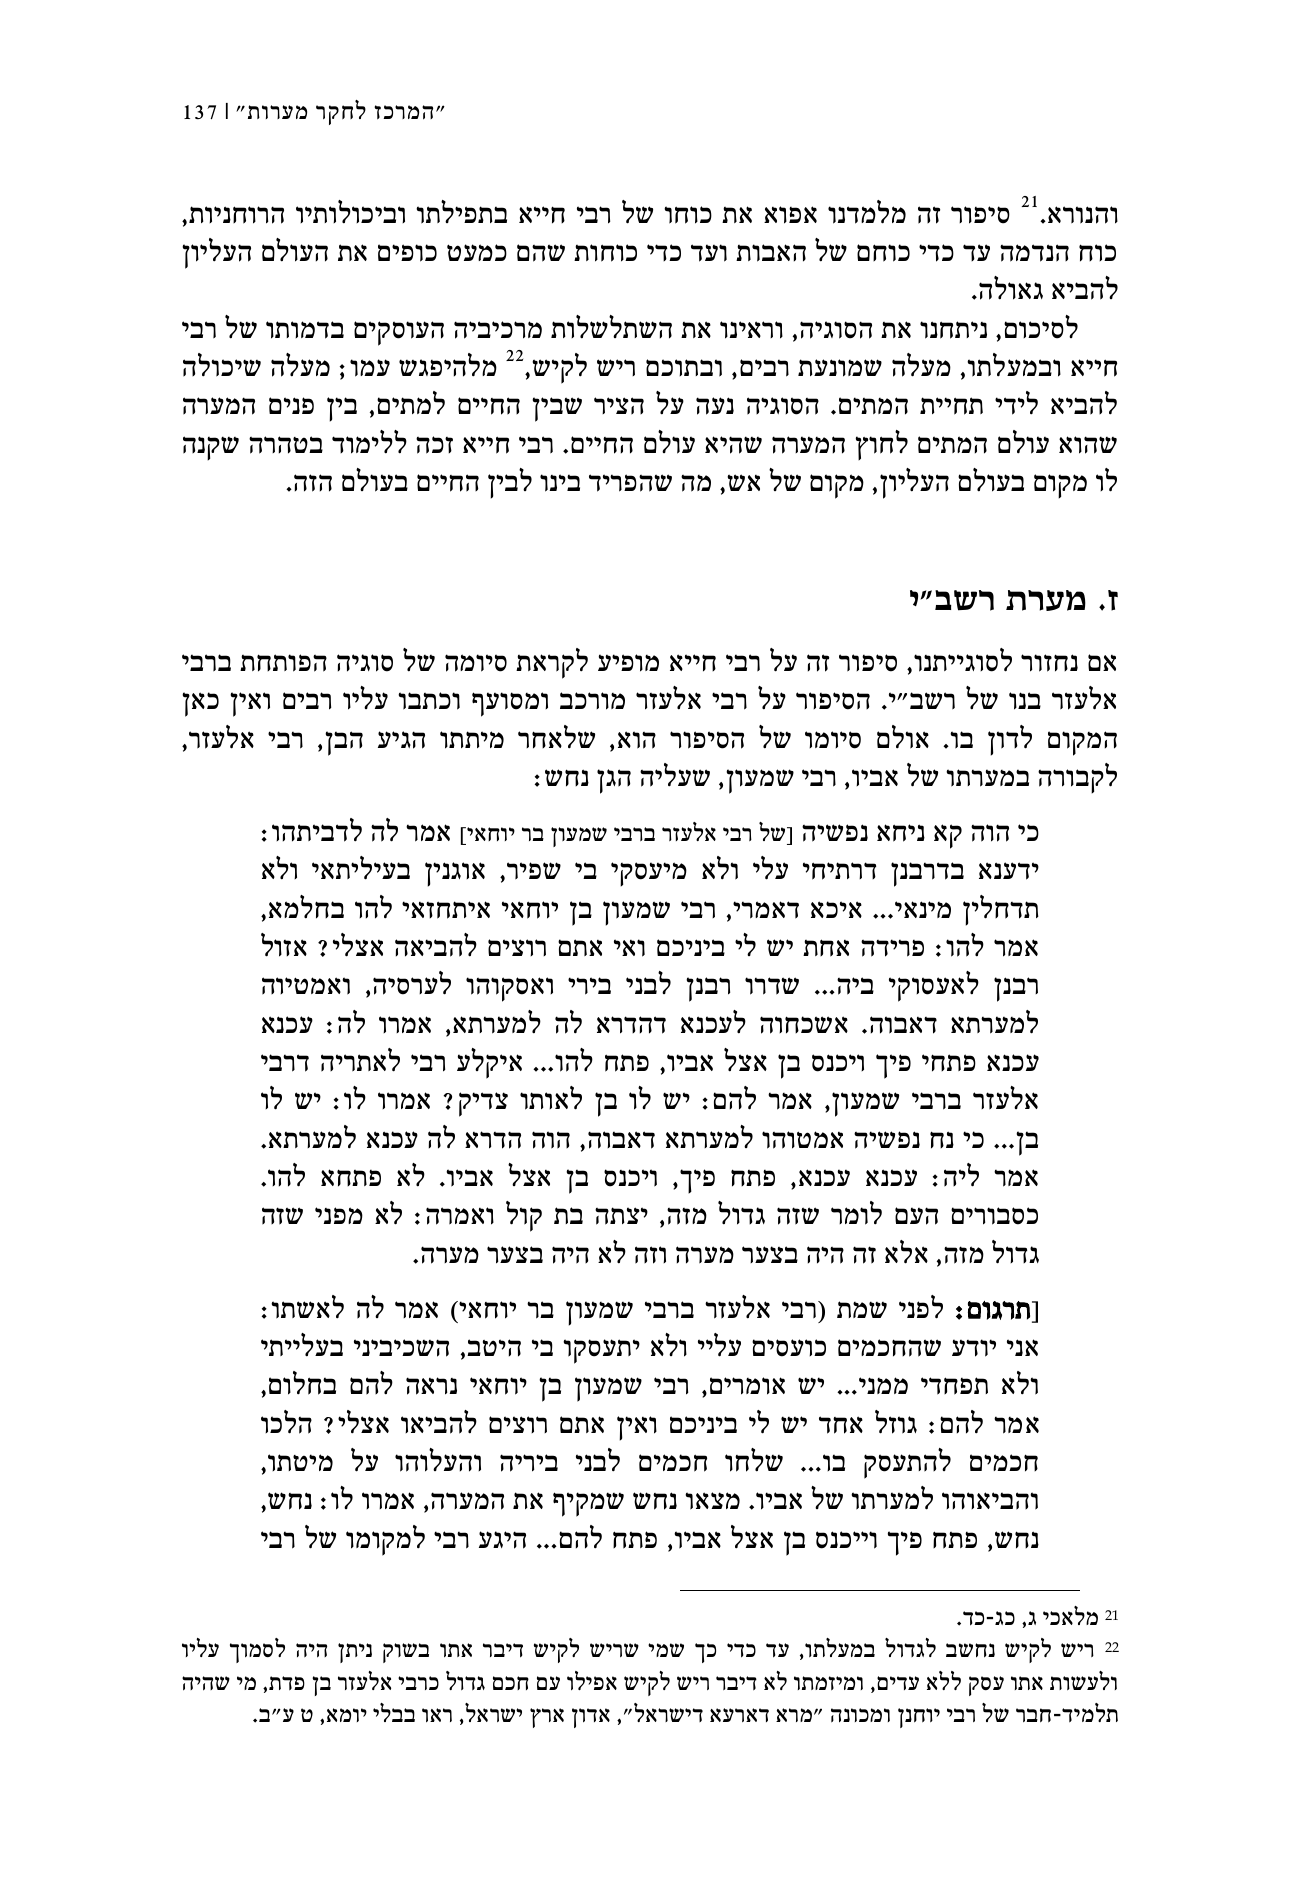 "המרכז לחקר מערות" | 137
והנורא.21 סיפור זה מלמדנו אפוא את כוחו של רבי חייא בתפילתו וביכולותיו הרוחניות,
כוח הנדמה עד כדי כוחם של האבות ועד כדי כוחות שהם כמעט כופים את העולם העליון
להביא גאולה.
לסיכום, ניתחנו את הסוגיה, וראינו את השתלשלות מרכיביה העוסקים בדמותו של רבי
חייא ובמעלתו, מעלה שמונעת רבים, ובתוכם ריש לקיש,22 מלהיפגש עמו; מעלה שיכולה
להביא לידי תחיית המתים. הסוגיה נעה על הציר שבין החיים למתים, בין פנים המערה
שהוא עולם המתים לחוץ המערה שהיא עולם החיים. רבי חייא זכה ללימוד בטהרה שקנה
לו מקום בעולם העליון, מקום של אש, מה שהפריד בינו לבין החיים בעולם הזה.
ז. מערת רשב"י
אם נחזור לסוגייתנו, סיפור זה על רבי חייא מופיע לקראת סיומה של סוגיה הפותחת ברבי
אלעזר בנו של רשב"י. הסיפור על רבי אלעזר מורכב ומסועף וכתבו עליו רבים ואין כאן
המקום לדון בו. אולם סיומו של הסיפור הוא, שלאחר מיתתו הגיע הבן, רבי אלעזר,
לקבורה במערתו של אביו, רבי שמעון, שעליה הגן נחש:
כי הוה קא ניחא נפשיה [של רבי אלעזר ברבי שמעון בר יוחאי] אמר לה לדביתהו:
ידענא בדרבנן דרתיחי עלי ולא מיעסקי בי שפיר, אוגנין בעיליתאי ולא
תדחלין מינאי... איכא דאמרי, רבי שמעון בן יוחאי איתחזאי להו בחלמא,
אמר להו: פרידה אחת יש לי ביניכם ואי אתם רוצים להביאה אצלי? אזול
רבנן לאעסוקי ביה... שדרו רבנן לבני בירי ואסקוהו לערסיה, ואמטיוה
למערתא דאבוה. אשכחוה לעכנא דהדרא לה למערתא, אמרו לה: עכנא
עכנא פתחי פיך ויכנס בן אצל אביו, פתח להו... איקלע רבי לאתריה דרבי
אלעזר ברבי שמעון, אמר להם: יש לו בן לאותו צדיק? אמרו לו: יש לו
בן... כי נח נפשיה אמטוהו למערתא דאבוה, הוה הדרא לה עכנא למערתא.
אמר ליה: עכנא עכנא, פתח פיך, ויכנס בן אצל אביו. לא פתחא להו.
כסבורים העם לומר שזה גדול מזה, יצתה בת קול ואמרה: לא מפני שזה
גדול מזה, אלא זה היה בצער מערה וזה לא היה בצער מערה.
[תרגום: לפני שמת (רבי אלעזר ברבי שמעון בר יוחאי) אמר לה לאשתו:
אני יודע שהחכמים כועסים עליי ולא יתעסקו בי היטב, השכיביני בעלייתי
ולא תפחדי ממני... יש אומרים, רבי שמעון בן יוחאי נראה להם בחלום,
אמר להם: גוזל אחד יש לי ביניכם ואין אתם רוצים להביאו אצלי? הלכו
חכמים להתעסק בו... שלחו חכמים לבני ביריה והעלוהו על מיטתו,
והביאוהו למערתו של אביו. מצאו נחש שמקיף את המערה, אמרו לו: נחש,
נחש, פתח פיך וייכנס בן אצל אביו, פתח להם... היגע רבי למקומו של רבי
21 מלאכי ג, כג-כד.
22 ריש לקיש נחשב לגדול במעלתו, עד כדי כך שמי שריש לקיש דיבר אתו בשוק ניתן היה לסמוך עליו
ולעשות אתו עסק ללא עדים, ומיזמתו לא דיבר ריש לקיש אפילו עם חכם גדול כרבי אלעזר בן פדת, מי שהיה
תלמיד-חבר של רבי יוחנן ומכונה "מרא דארעא דישראל", אדון ארץ ישראל, ראו בבלי יומא, ט ע"ב.